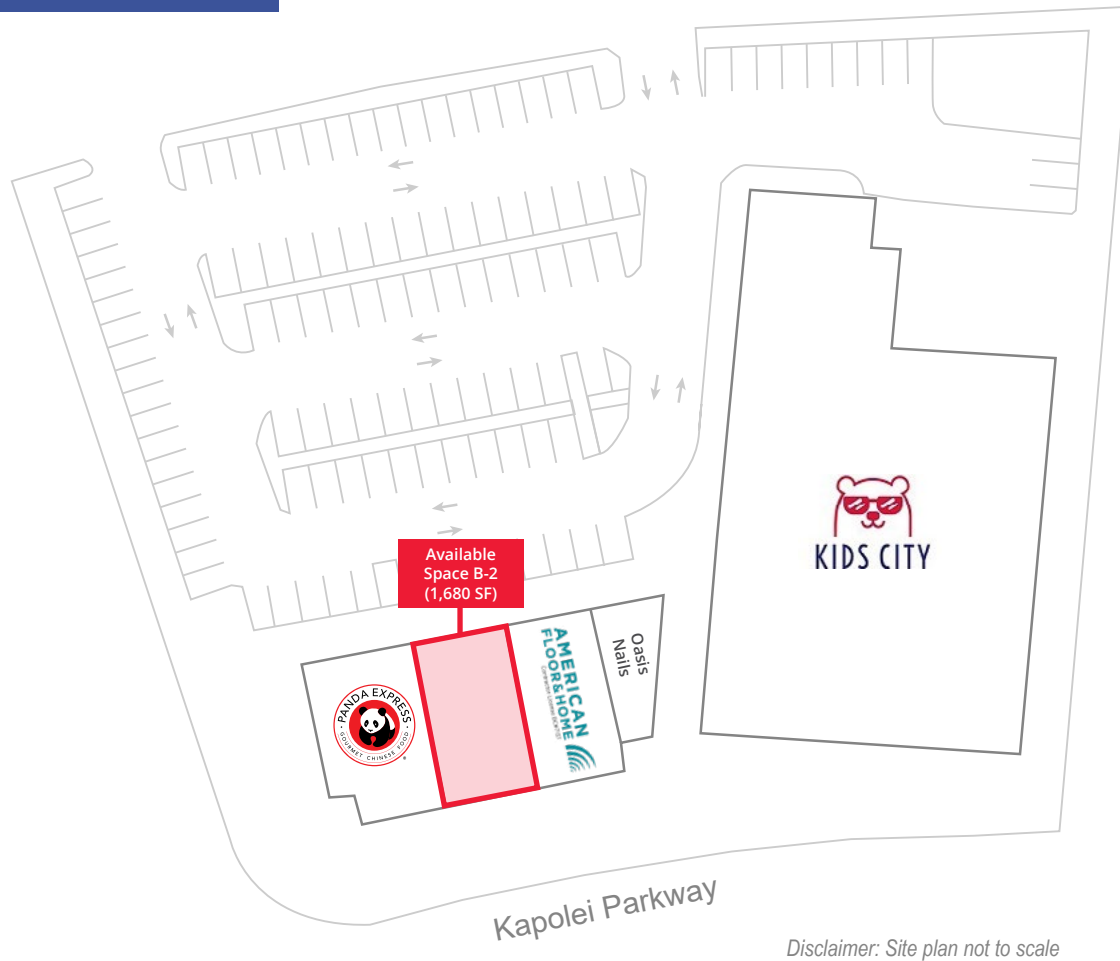 Available
Space B-2
(1,680 SF)
KIDS CITY
PANDA EXPRESS
GOURMET CHINESE FOOD
AMERICAN
FLOOR & HOME
Oasis
Nails
Kapolei Parkway
Disclaimer: Site plan not to scale